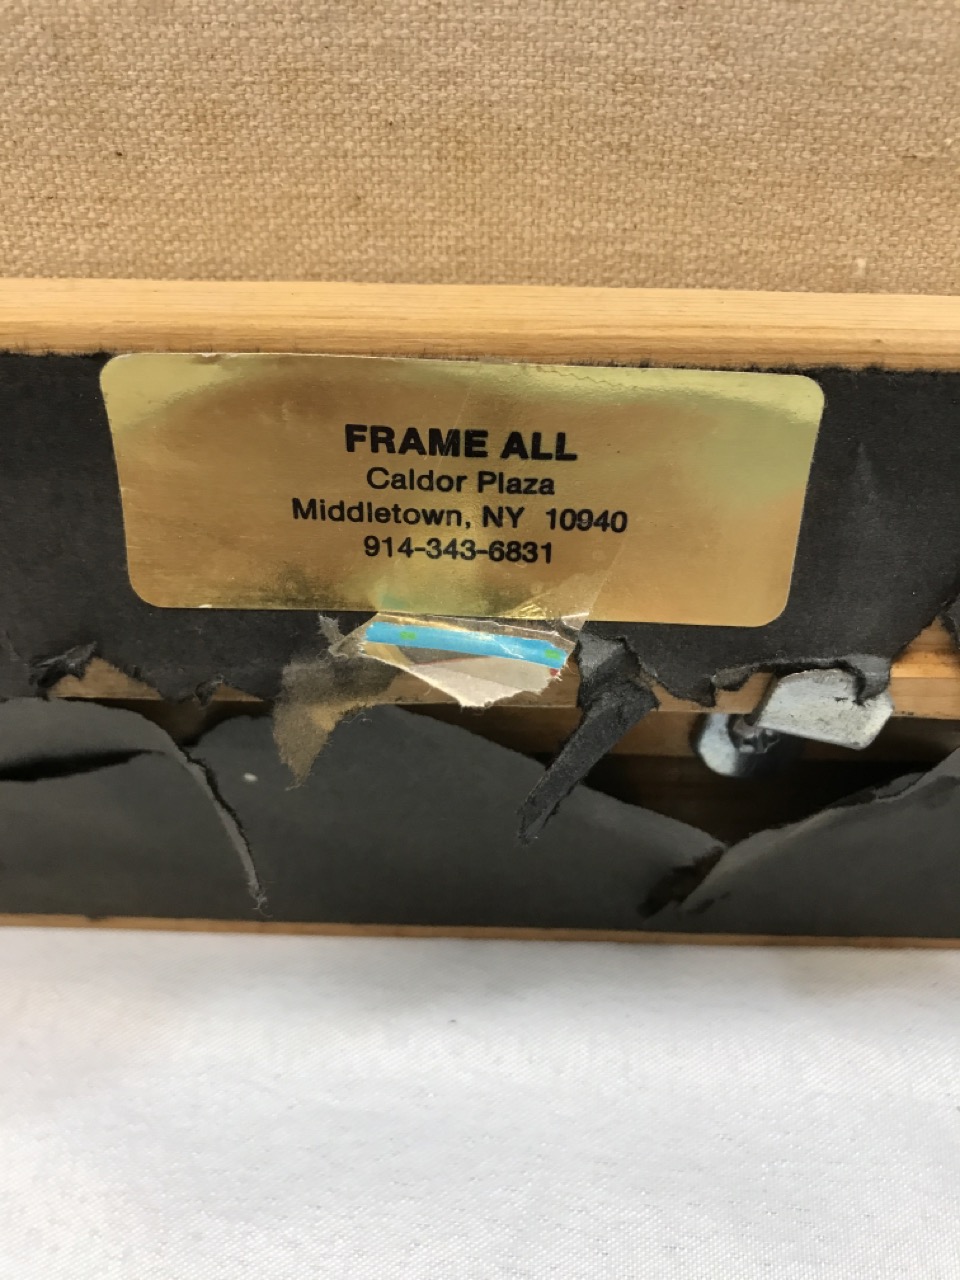 FRAME ALL
Caldor Plaza
Middletown, NY 10940
914-343-6831